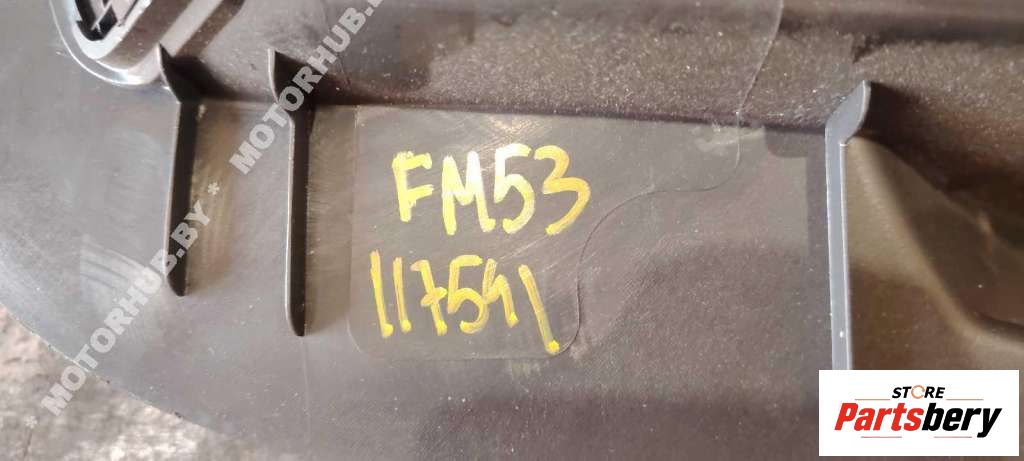 * MOTORHUB.BY * MOTORHUB.BY
FM53
117541
STORE
Partsbery